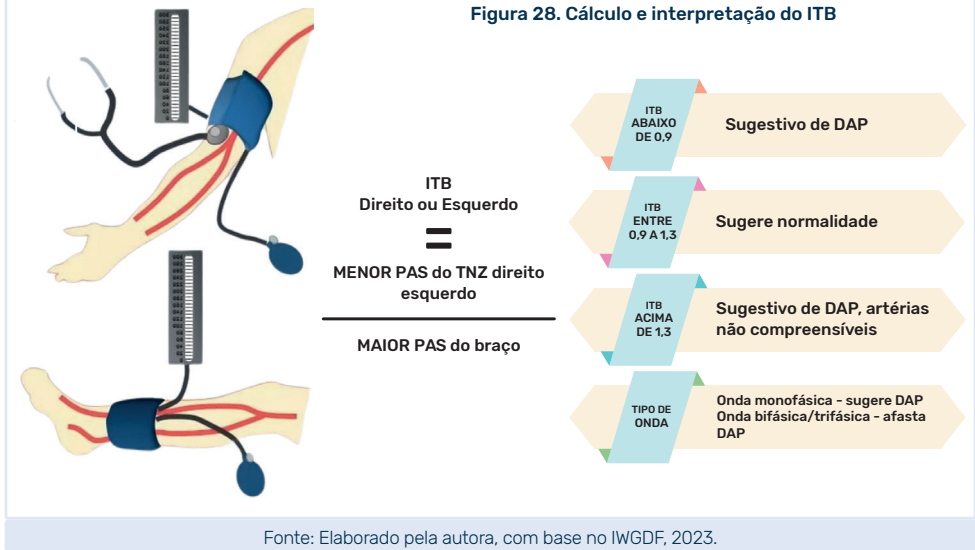 Figura 28. Cálculo e interpretação do ITB
ITB
Direito ou Esquerdo
=
MENOR PAS do TNZ direito
esquerdo
MAIOR PAS do braço
ITB
ABAIXO
DE 0,9
Sugestivo de DAP
ITB
ENTRE
0,9 A 1,3
Sugere normalidade
ITB
ACIMA
DE 1,3
Sugestivo de DAP, artérias
não compreensíveis
TIPO DE
ONDA
Onda monofásica - sugere DAP
Onda bifásica/trifásica - afasta
DAP
Fonte: Elaborado pela autora, com base no IWGDF, 2023.